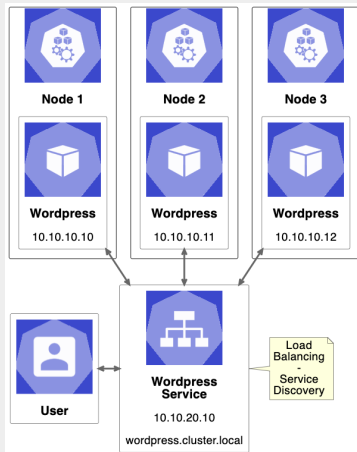 Node 1
Node 2
Node 3
Wordpress
10.10.10.10
Wordpress
10.10.10.11
Wordpress
10.10.10.12
User
Wordpress
Service
10.10.20.10
wordpress.cluster.local
Load
Balancing
-
Service
Discovery